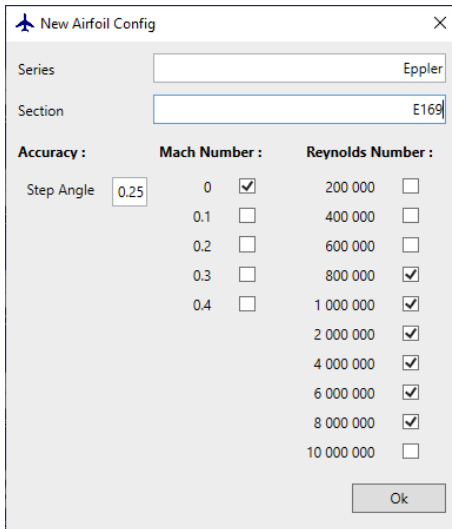 New Airfoil Config
Series Eppler
Section E169
Accuracy : Mach Number : Reynolds Number :
Step Angle 0.25 0 200 000
0.1 400 000
0.2 600 000
0.3 800 000
0.4 1 000 000
2 000 000
4 000 000
6 000 000
8 000 000
10 000 000
Ok